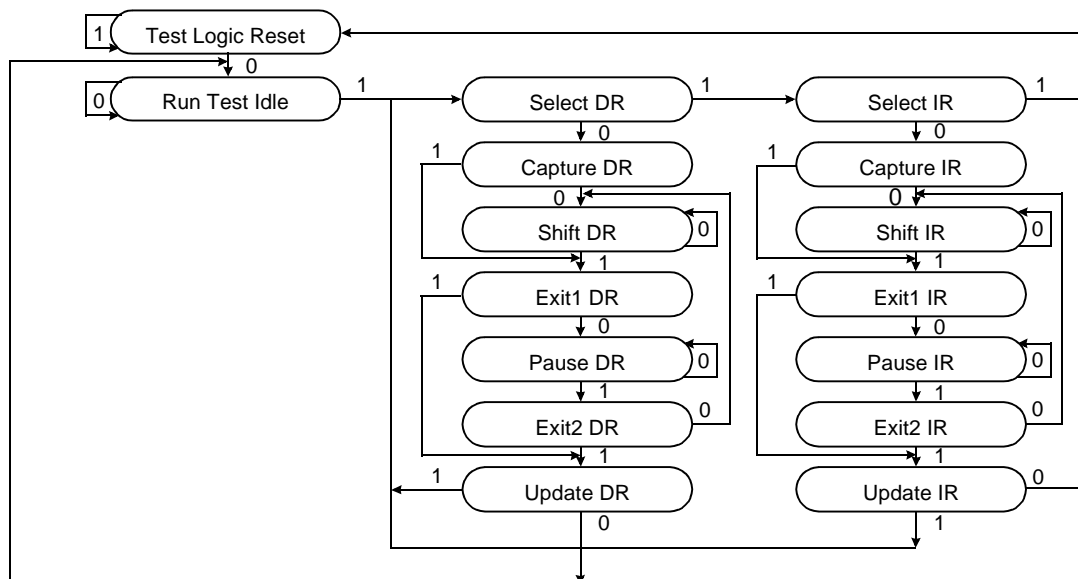 1 Test Logic Reset
0
0 Run Test Idle 1 Select DR 1 Select IR 1
0 0
1 Capture DR 1 Capture IR
0 0
Shift DR 0 Shift IR 0
1 1
1 Exit1 DR 1 Exit1 IR
0 0
Pause DR 0 Pause IR 0
1 1
Exit2 DR 0 Exit2 IR 0
1 1
1 Update DR Update IR 0
0 1